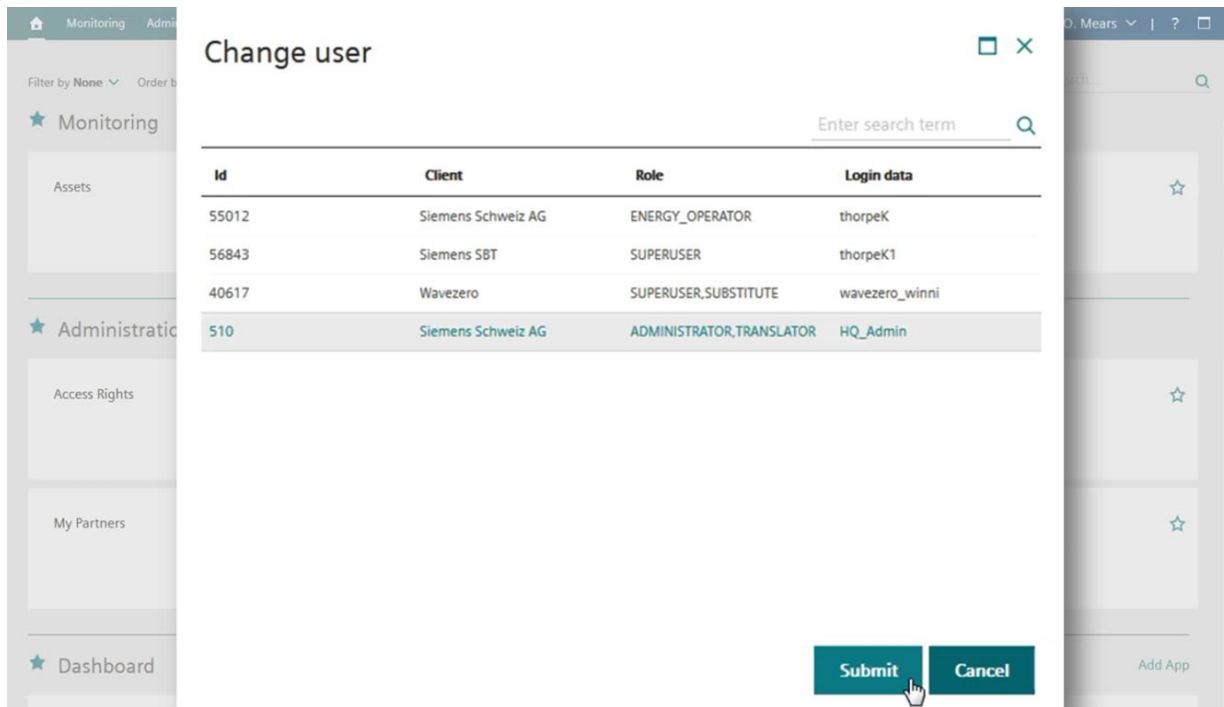 Monitoring Admi O. Mears | ?
Change user
Filter by None Order b
Monitoring
Enter search term
Id Client Role Login data
Assets
55012 Siemens Schweiz AG ENERGY_OPERATOR thorpeK
56843 Siemens SBT SUPERUSER thorpeK1
40617 Wavezero SUPERUSER,SUBSTITUTE wavezero_winni
Administratic
510 Siemens Schweiz AG ADMINISTRATOR,TRANSLATOR HQ_Admin
Access Rights
My Partners
Dashboard
Submit Cancel
Add App